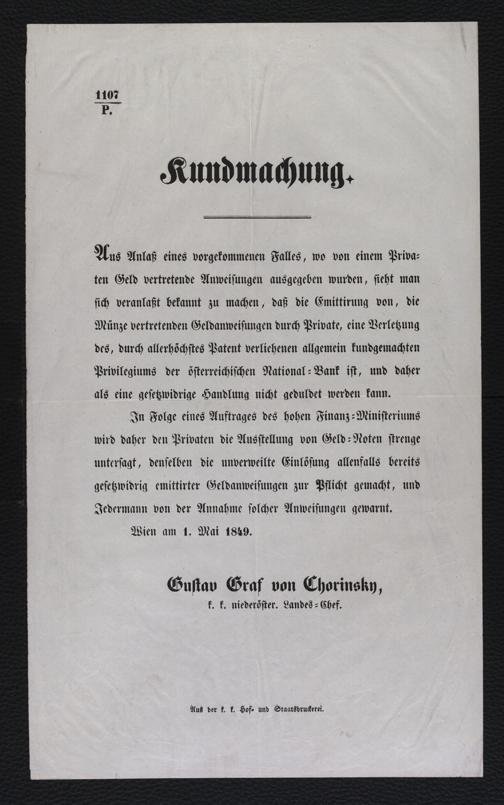 1107
P.
Kundmachung.
Aus Anlaß eines vorgekommenen Falles, wo von einem Priva=
ten Geld vertretende Anweisungen ausgegeben wurden, sieht man
sich veranlaßt bekannt zu machen, daß die Emittirung von, die
Münze vertretenden Geldanweisungen durch Private, eine Verletzung
des, durch allerhöchstes Patent verliehenen allgemein kundgemachten
Privilegiums der österreichischen National=Bank ist, und daher
als eine gesetzwidrige Handlung nicht geduldet werden kann.
In Folge eines Auftrages des hohen Finanz=Ministeriums
wird daher den Privaten die Ausstellung von Geld=Noten strenge
untersagt, denselben die unverweilte Einlösung allenfalls bereits
gesetzwidrig emittirter Geldanweisungen zur Pflicht gemacht, und
Jedermann von der Annahme solcher Anweisungen gewarnt.
Wien am 1. Mai 1849.
Gustav Graf von Chorinsky,
k. k. niederöster. Landes=Chef.
Aus der k. k. Hof= und Staatsdruckerei.